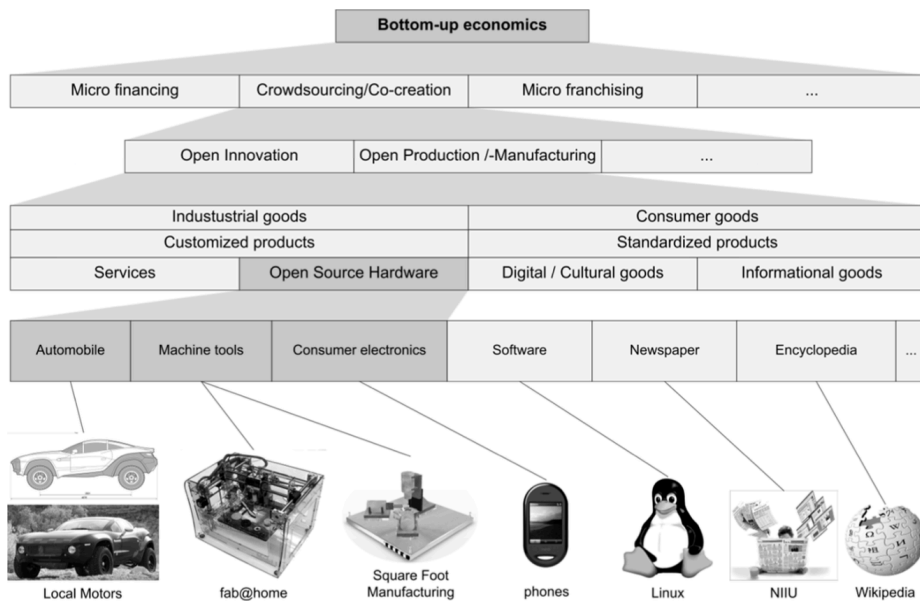 Bottom-up economics
Micro financing
Crowdsourcing/Co-creation
Micro franchising
...
Open Innovation
Open Production /-Manufacturing
...
Industustrial goods
Consumer goods
Customized products
Standardized products
Services
Open Source Hardware
Digital / Cultural goods
Informational goods
Automobile
Machine tools
Consumer electronics
Software
Newspaper
Encyclopedia
...
Local Motors
fab@home
Square Foot
Manufacturing
phones
Linux
NIIU
Wikipedia